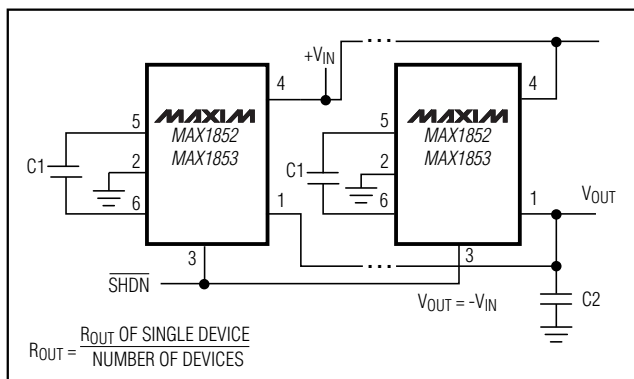 +VIN
...
4
4
MAXIM
MAX1852
MAX1853
MAXIM
MAX1852
MAX1853
5
5
C1
C1
2
2
6
6
1
1
VOUT
3
3
SHDN
...
VOUT = -VIN
C2
ROUT = ROUT OF SINGLE DEVICE
NUMBER OF DEVICES